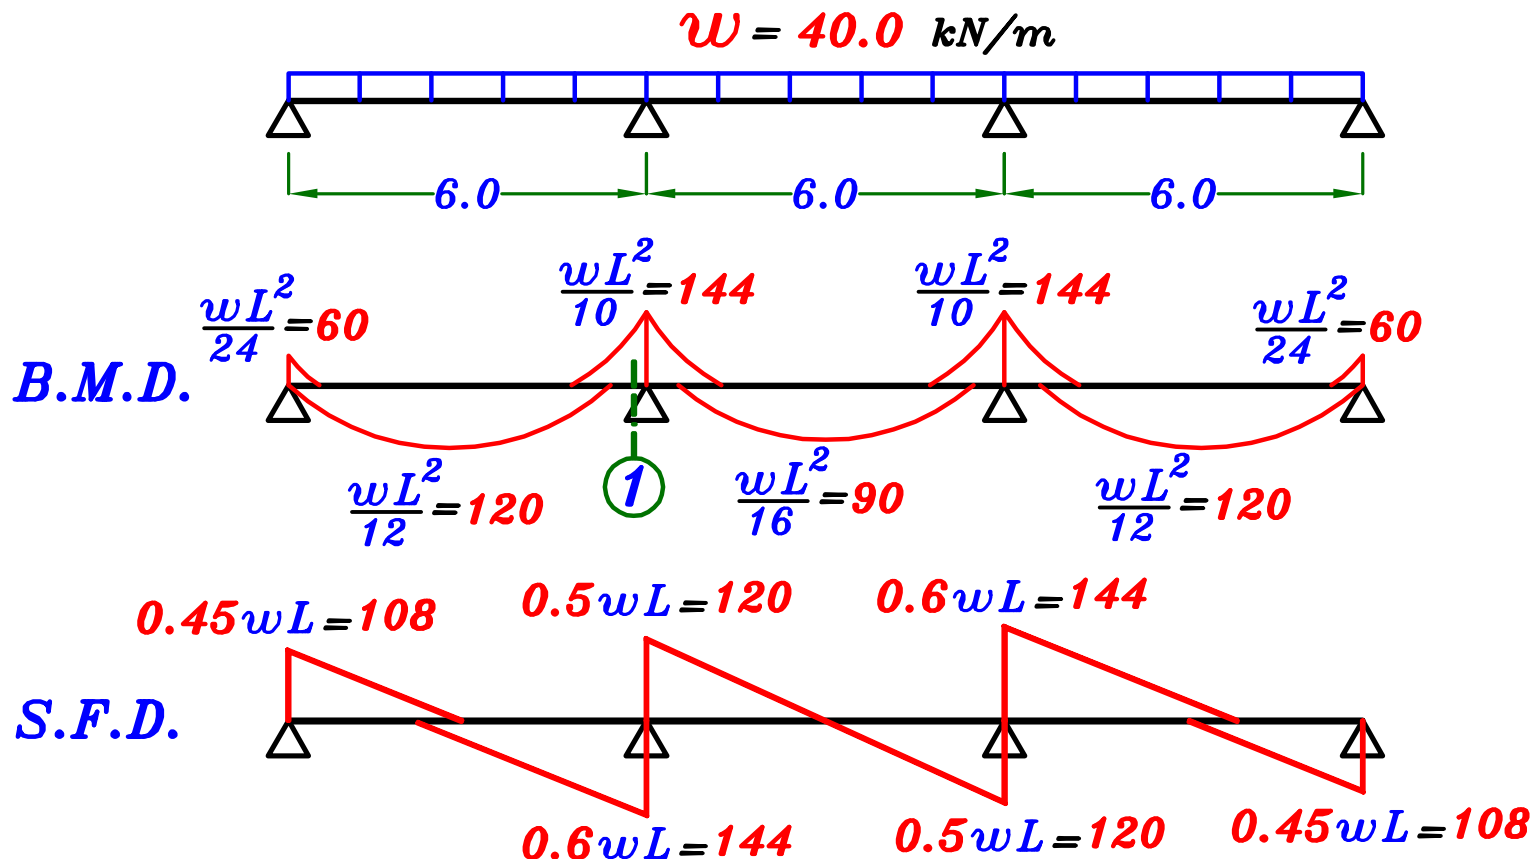 w = 40.0 kN/m
6.0 6.0 6.0
wL²/24 = 60 wL²/10 = 144 wL²/10 = 144 wL²/24 = 60
B.M.D.
wL²/12 = 120 1 wL²/16 = 90 wL²/12 = 120
0.45wL = 108 0.5wL = 120 0.6wL = 144
S.F.D.
0.6wL = 144 0.5wL = 120 0.45wL = 108